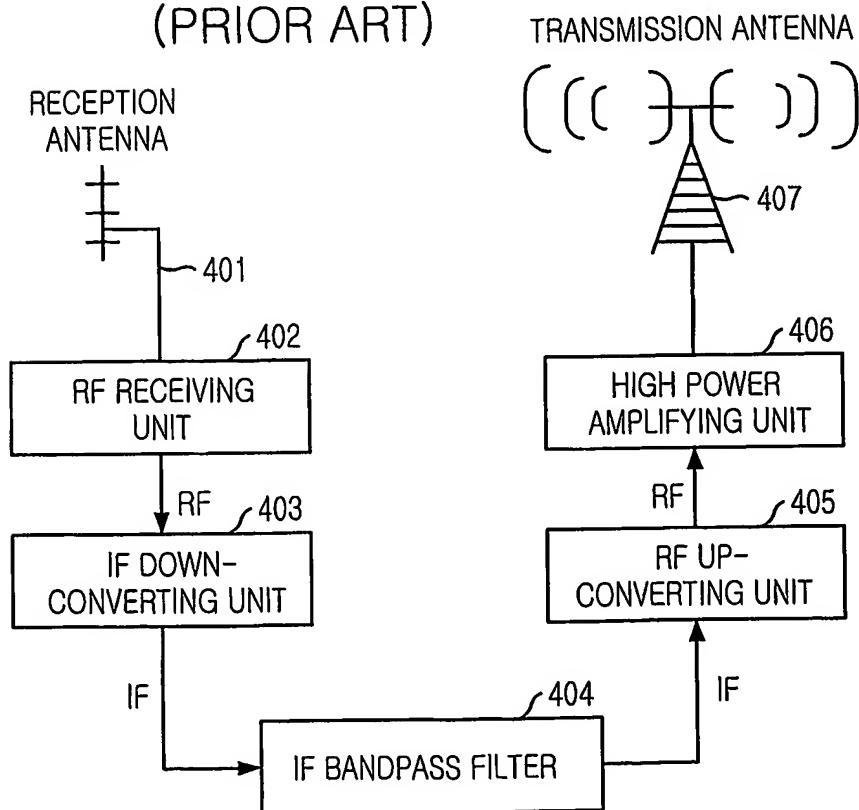 (PRIOR ART)
TRANSMISSION ANTENNA
RECEPTION
ANTENNA
407
401
402
RF RECEIVING
UNIT
406
HIGH POWER
AMPLIFYING UNIT
RF
403
IF DOWN-
CONVERTING UNIT
RF
405
RF UP-
CONVERTING UNIT
IF
404
IF BANDPASS FILTER
IF